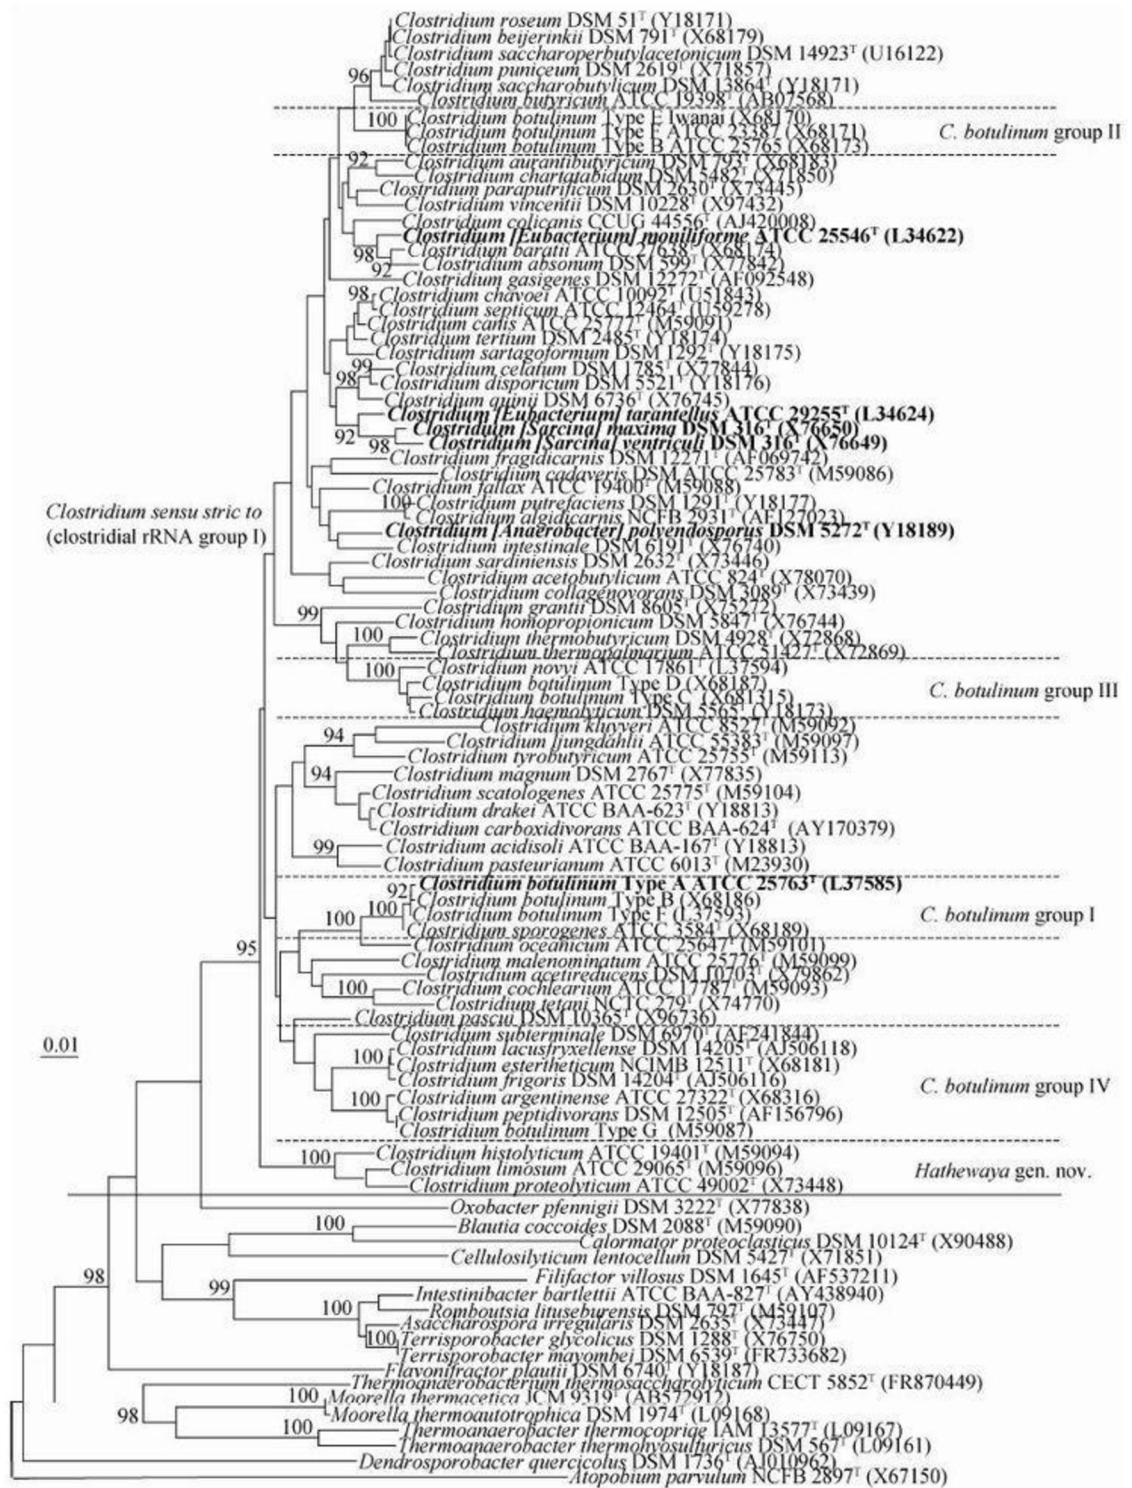 Clostridium roseum DSM 51T (Y18171)
Clostridium beijerinkii DSM 791T (X68179)
Clostridium saccharoperbutylacetonicum DSM 14923T (U16122)
Clostridium puniceum DSM 2619T (X71857)
96
Clostridium saccharobutylicum DSM 13864T (Y18171)
Clostridium butyricum ATCC 19398T (AB07568)
100 Clostridium botulinum Type E Iwanai (X68170)
Clostridium botulinum Type E ATCC 23387 (X68171)
C. botulinum group II
Clostridium botulinum Type B ATCC 25765 (X68173)
92 Clostridium aurantibutyricum DSM 793T (X68183)
Clostridium chartatabidum DSM 5482T (X71850)
Clostridium paraputrificum DSM 2630T (X73445)
Clostridium vincentii DSM 10228T (X97432)
Clostridium colicanis CCUG 44556T (AJ420008)
Clostridium [Eubacterium] moniliforme ATCC 25546T (L34622)
98 Clostridium baratii ATCC 27638T (X68174)
92 Clostridium absonum DSM 599T (X77842)
Clostridium gasigenes DSM 12272T (AF092548)
98 Clostridium chavoei ATCC 10092T (U51843)
Clostridium septicum ATCC 12464T (U59278)
Clostridium canis ATCC 25777T (M59091)
Clostridium tertium DSM 2485T (Y18174)
Clostridium sartagoformum DSM 1292T (Y18175)
99 Clostridium celatum DSM 1785T (X77844)
98 Clostridium disporicum DSM 5521T (Y18176)
Clostridium quinii DSM 6736T (X76745)
Clostridium [Eubacterium] tarantellus ATCC 29255T (L34624)
Clostridium [Sarcina] maxima DSM 316T (X76650)
92 98 Clostridium [Sarcina] ventriculi DSM 316T (X76649)
Clostridium fragidicarnis DSM 12271T (AF069742)
Clostridium cadaveris DSM ATCC 25783T (M59086)
Clostridium fallax ATCC 19400T (M59088)
100 Clostridium putrefaciens DSM 1291T (Y18177)
Clostridium sensu stric to
Clostridium algidicarnis NCFB 2931T (AF127023)
Clostridium [Anaerobacter] polyendosporus DSM 5272T (Y18189)
(clostridial rRNA group I)
Clostridium intestinale DSM 6191T (X76740)
Clostridium sardiniensis DSM 2632T (X73446)
Clostridium acetobutylicum ATCC 824T (X78070)
Clostridium collagenovorans DSM 3089T (X73439)
99 Clostridium grantii DSM 8605T (X75272)
Clostridium homopropionicum DSM 5847T (X76744)
100 Clostridium thermobutyricum DSM 4928T (X72868)
Clostridium thermopalmarium ATCC 51427T (X72869)
100 Clostridium novyi ATCC 17861T (L37594)
Clostridium botulinum Type D (X68187)
C. botulinum group III
Clostridium botulinum Type C (X681315)
Clostridium haemolyticum DSM 5565T (Y18173)
Clostridium kluyveri ATCC 8527T (M59092)
94 Clostridium ljungdahlii ATCC 55383T (M59097)
Clostridium tyrobutyricum ATCC 25755T (M59113)
94 Clostridium magnum DSM 2767T (X77835)
Clostridium scatologenes ATCC 25775T (M59104)
Clostridium drakei ATCC BAA-623T (Y18813)
Clostridium carboxidivorans ATCC BAA-624T (AY170379)
99 Clostridium acidisoli ATCC BAA-167T (Y18813)
Clostridium pasteurianum ATCC 6013T (M23930)
Clostridium botulinum Type A ATCC 25763T (L37585)
92 Clostridium botulinum Type B (X68186)
100 100 Clostridium botulinum Type F (L37593)
C. botulinum group I
Clostridium sporogenes ATCC 3584T (X68189)
95 Clostridium oceanicum ATCC 25647T (M59101)
Clostridium malenominatum ATCC 25776T (M59099)
Clostridium acetireducens DSM 10703T (X79862)
100 Clostridium cochlearium ATCC 17787T (M59093)
Clostridium tetani NCTC 279T (X74770)
Clostridium pascui DSM 10365T (X96736)
Clostridium subterminale DSM 6970T (AF241844)
0.01
Clostridium lacusfryxellense DSM 14205T (AJ506118)
100 Clostridium estertheticum NCIMB 12511T (X68181)
Clostridium frigoris DSM 14204T (AJ506116)
C. botulinum group IV
100 Clostridium argentinense ATCC 27322T (X68316)
Clostridium peptidivorans DSM 12505T (AF156796)
Clostridium botulinum Type G (M59087)
100 Clostridium histolyticum ATCC 19401T (M59094)
Clostridium limosum ATCC 29065T (M59096)
Hathewaya gen. nov.
Clostridium proteolyticum ATCC 49002T (X73448)
Oxobacter pfennigii DSM 3222T (X77838)
100 Blautia coccoides DSM 2088T (M59090)
Calormator proteoclasticus DSM 10124T (X90488)
Cellulosilyticum lentocellum DSM 5427T (X71851)
98
Filifactor villosus DSM 1645T (AF537211)
99 Intestinibacter bartlettii ATCC BAA-827T (AY438940)
100 Romboutsia lituseburensis DSM 797T (M59107)
Asaccharospora irregularis DSM 2635T (X73447)
100 Terrisporobacter glycolicus DSM 1288T (X76750)
Terrisporobacter mayombei DSM 6539T (FR733682)
Flavonifractor plautii DSM 6740T (Y18187)
Thermoanaerobacterium thermosaccharolyticum CECT 5852T (FR870449)
100 Moorella thermacetica JCM 9319T (AB572912)
98 Moorella thermoautotrophica DSM 1974T (L09168)
100 Thermoanaerobacter thermocopriae IAM 13577T (L09167)
Thermoanaerobacter thermohyosulfuricus DSM 567T (L09161)
Dendrosporobacter quercicolus DSM 1736T (AJ010962)
Atopobium parvulum NCFB 2897T (X67150)